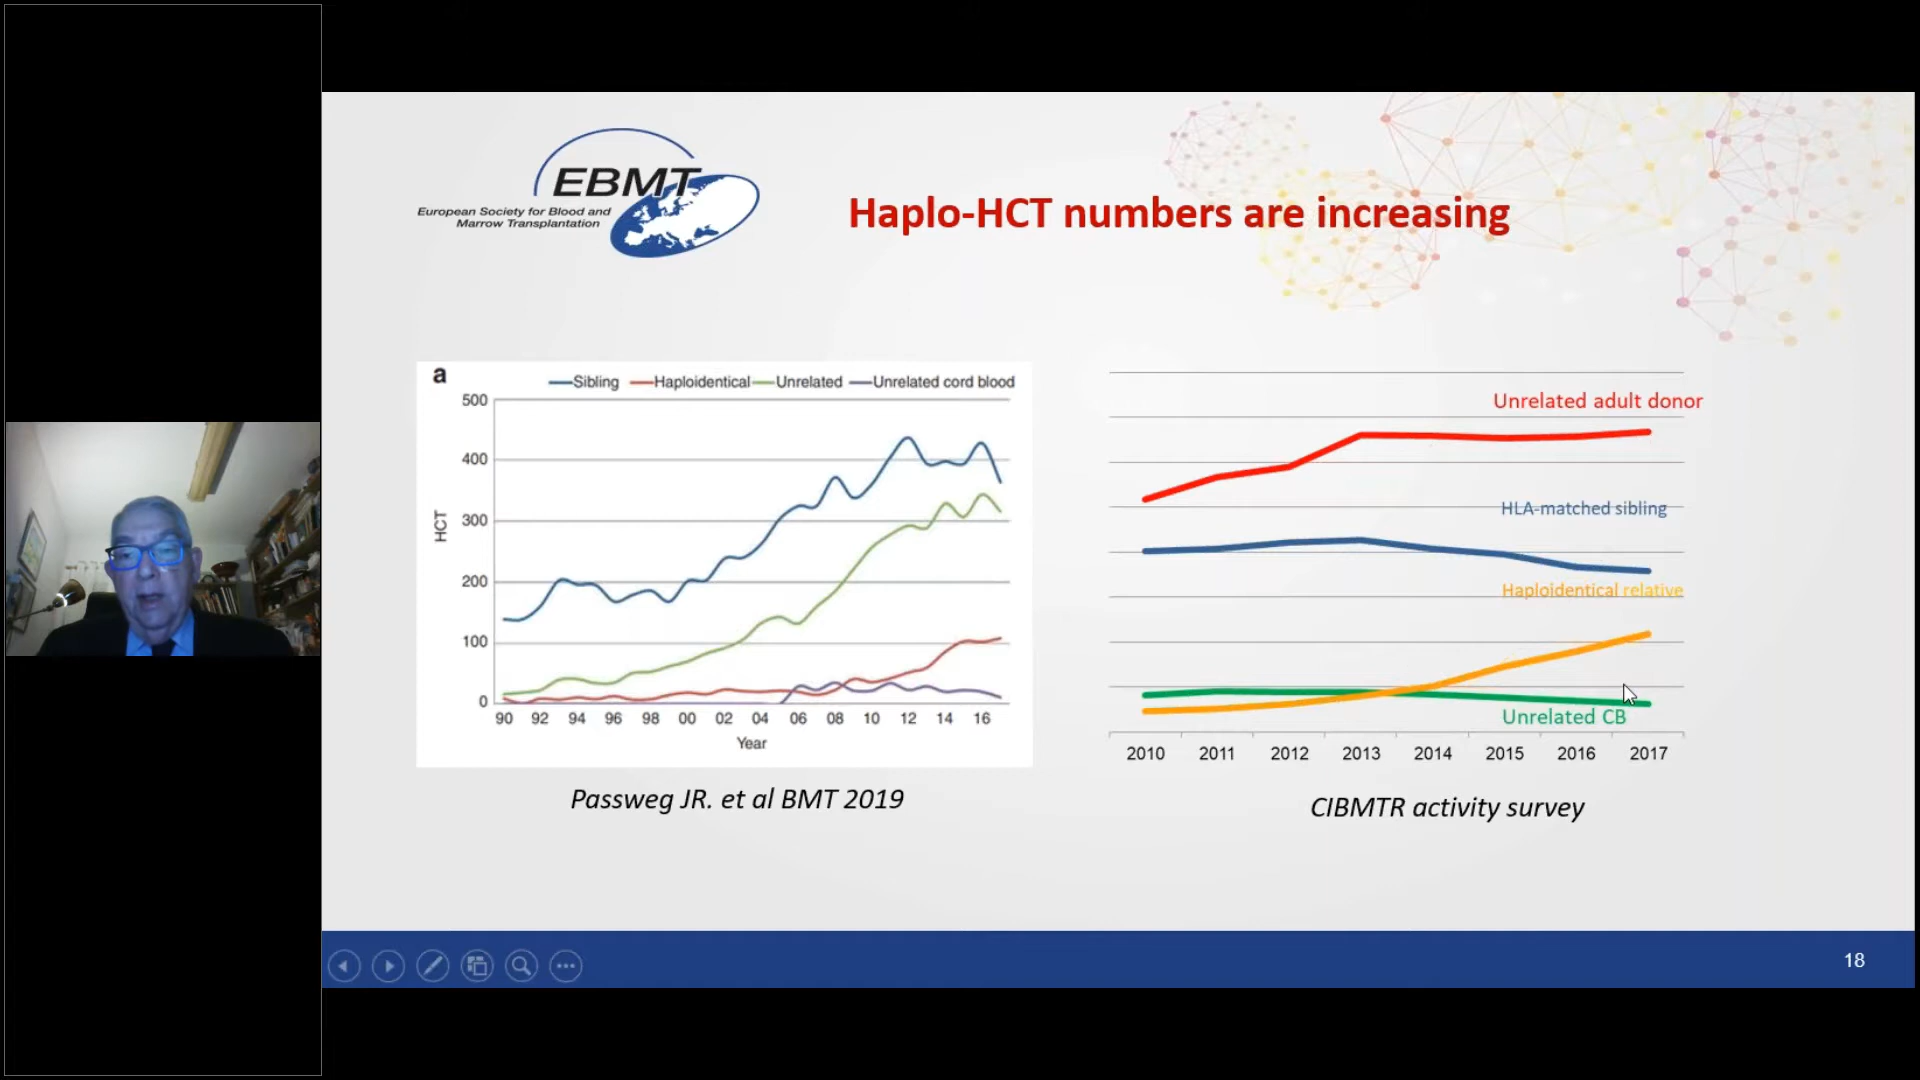 EBMT
European Society for Blood and
Marrow Transplantation
Haplo-HCT numbers are increasing
a
Sibling Haploidentical Unrelated Unrelated cord blood
500
400
300
200
100
0
HCT
90 92 94 96 98 00 02 04 06 08 10 12 14 16
Year
Passweg JR. et al BMT 2019
Unrelated adult donor
HLA-matched sibling
Haploidentical relative
Unrelated CB
2010 2011 2012 2013 2014 2015 2016 2017
CIBMTR activity survey
18